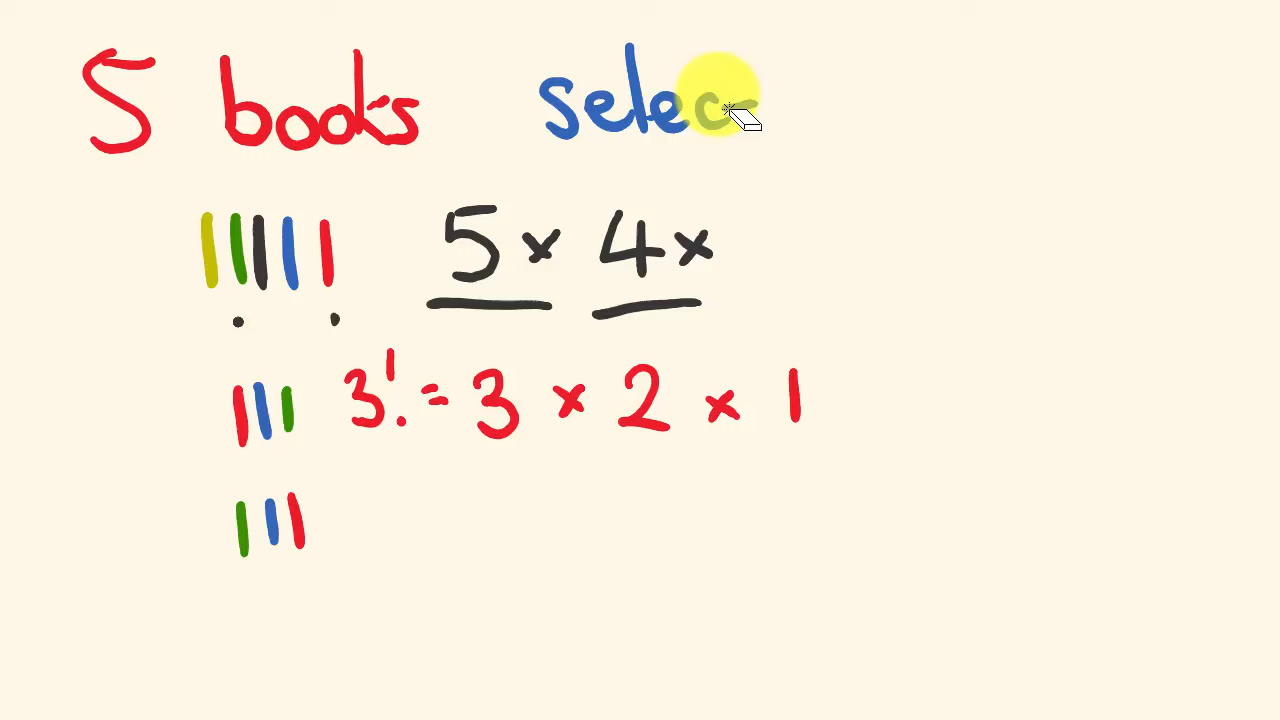 5 books selec
5 × 4 ×
3! = 3 × 2 × 1